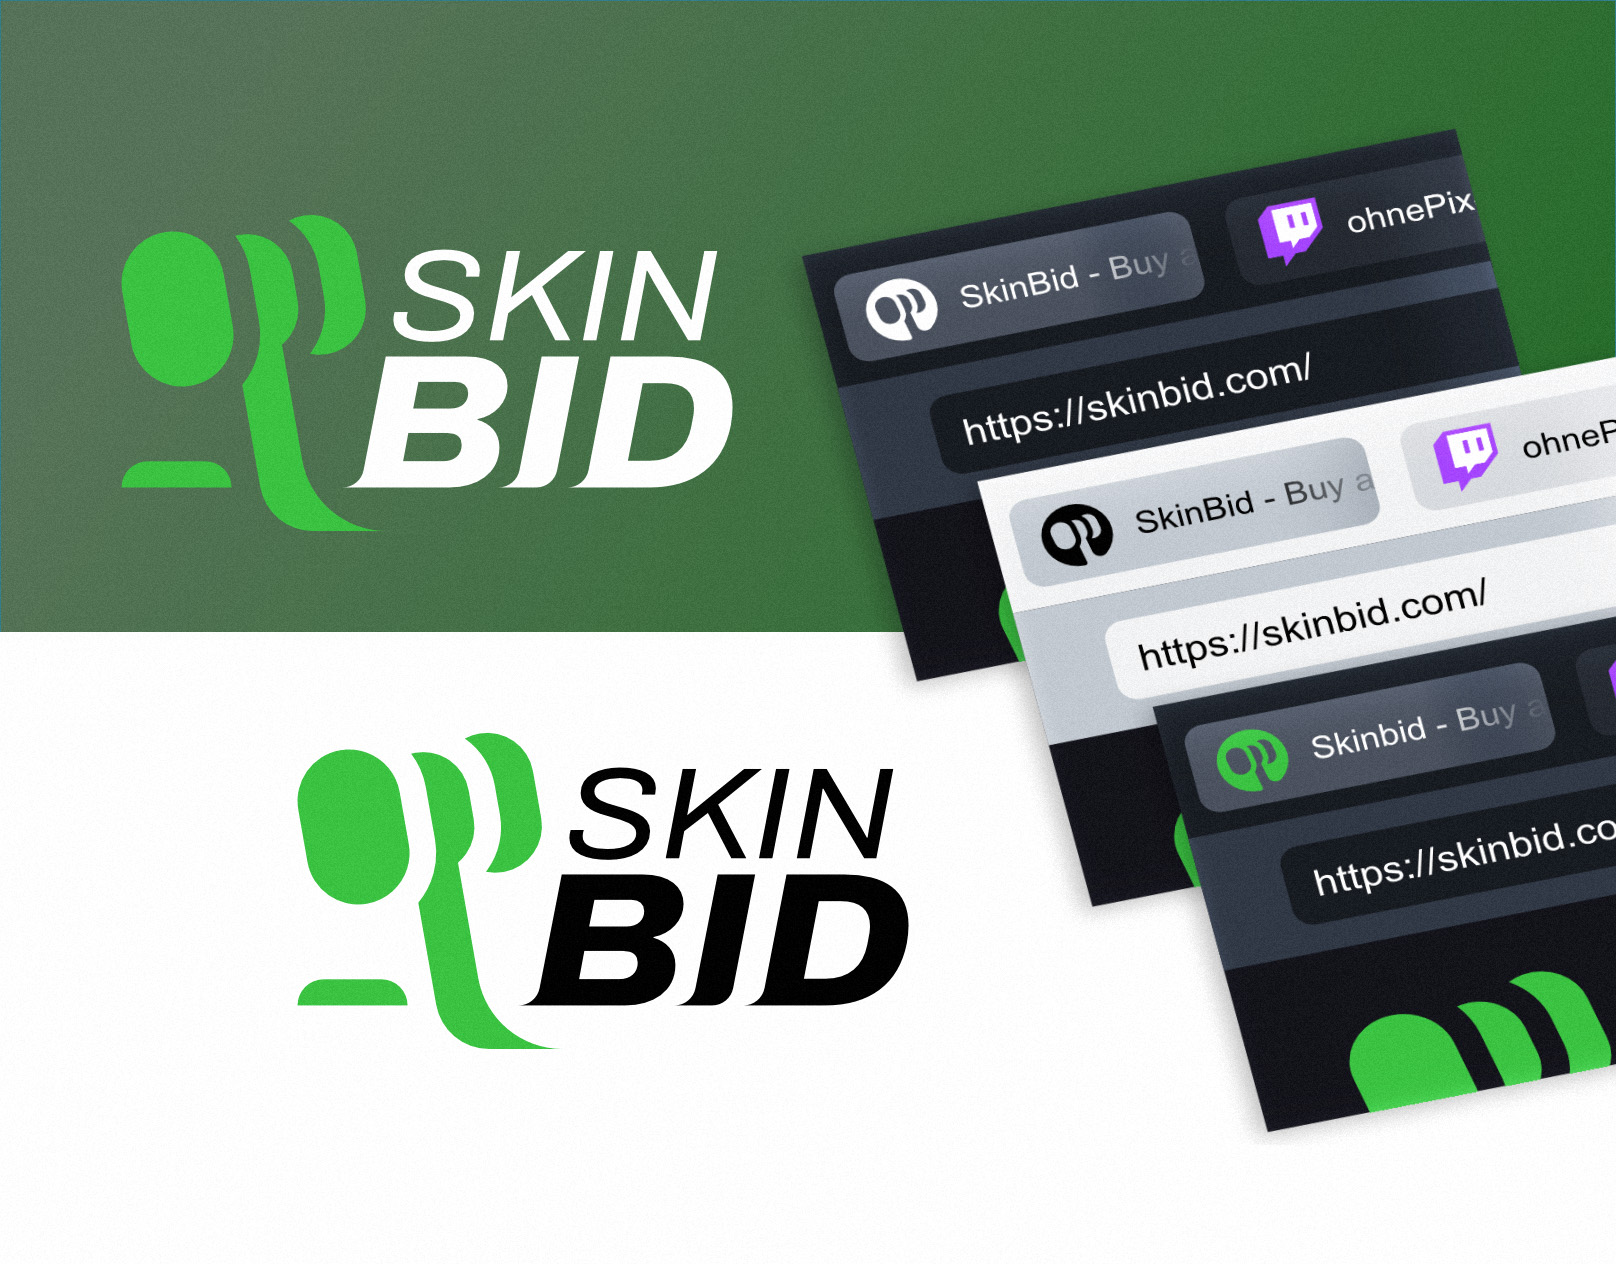 SKIN
BID
SkinBid - Buy a
ohnePix
https://skinbid.com/
SkinBid - Buy a
ohneP
https://skinbid.com/
SKIN
BID
Skinbid - Buy a
https://skinbid.co